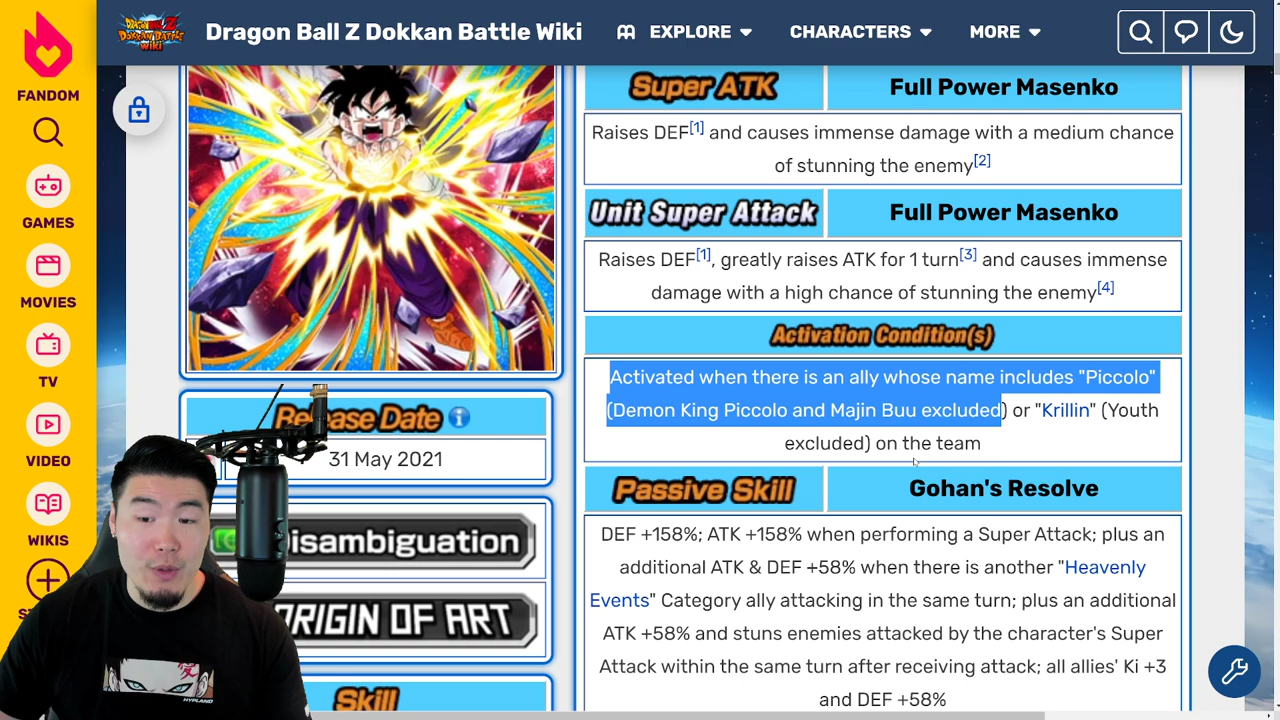 FANDOM
GAMES
MOVIES
TV
VIDEO
WIKIS
DRAGON BALL Z DOKKAN BATTLE WIKI
Dragon Ball Z Dokkan Battle Wiki
EXPLORE
CHARACTERS
MORE
Super ATK
Full Power Masenko
Raises DEF[1] and causes immense damage with a medium chance
of stunning the enemy[2]
Unit Super Attack
Full Power Masenko
Raises DEF[1], greatly raises ATK for 1 turn[3] and causes immense
damage with a high chance of stunning the enemy[4]
Activation Condition(s)
Activated when there is an ally whose name includes "Piccolo"
(Demon King Piccolo and Majin Buu excluded) or "Krillin" (Youth
excluded) on the team
Passive Skill
Gohan's Resolve
DEF +158%; ATK +158% when performing a Super Attack; plus an
additional ATK & DEF +58% when there is another "Heavenly
Events" Category ally attacking in the same turn; plus an additional
ATK +58% and stuns enemies attacked by the character's Super
Attack within the same turn after receiving attack; all allies' Ki +3
and DEF +58%
Release Date
31 May 2021
isambiguation
ORIGIN OF ART
Skill
HYPLAND